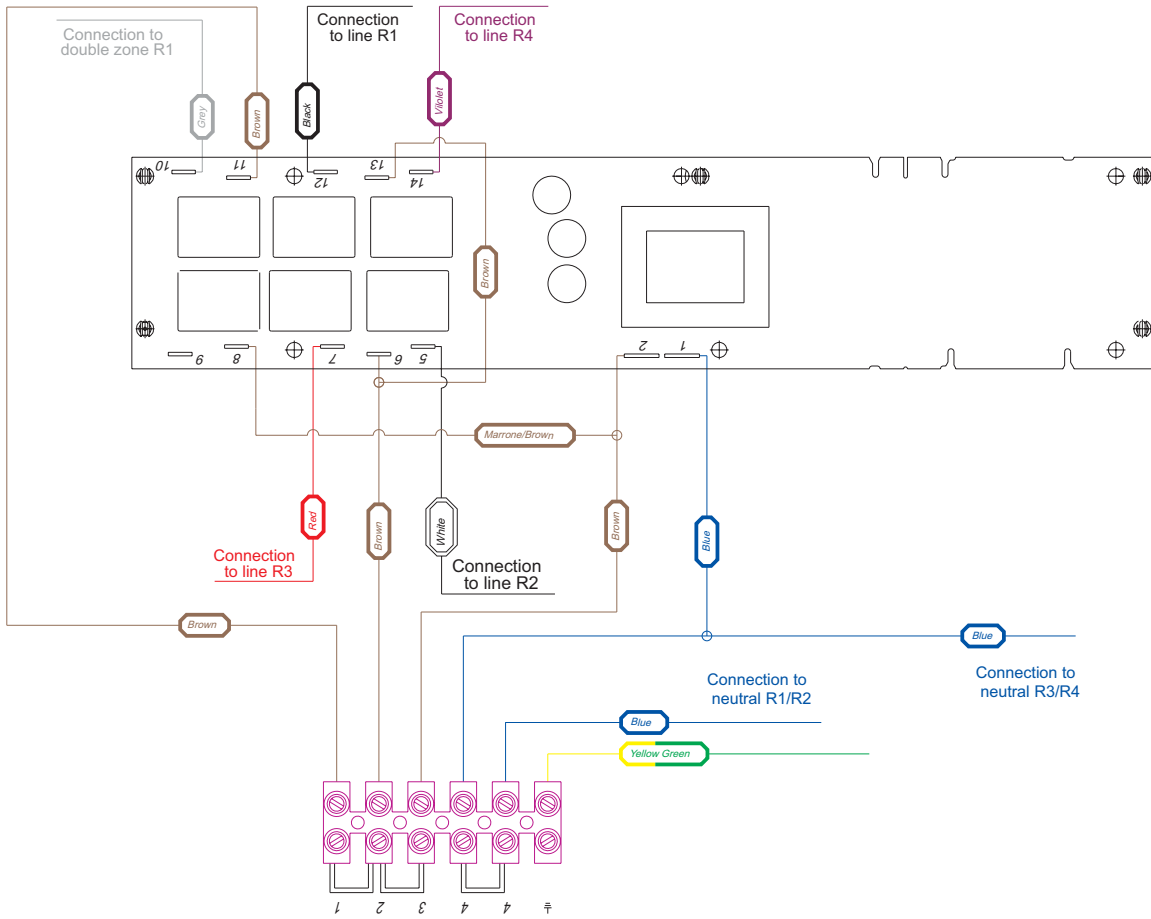 Connection to
double zone R1
Connection
to line R1
Connection
to line R4
Grey
Brown
Black
Vilolet
10
11
12
13
14
Brown
9
8
7
6
5
2
1
Marrone/Brown
Red
Brown
White
Brown
Blue
Connection
to line R3
Connection
to line R2
Brown
Blue
Connection to
neutral R1/R2
Connection to
neutral R3/R4
Blue
Yellow Green
1
2
3
4
4